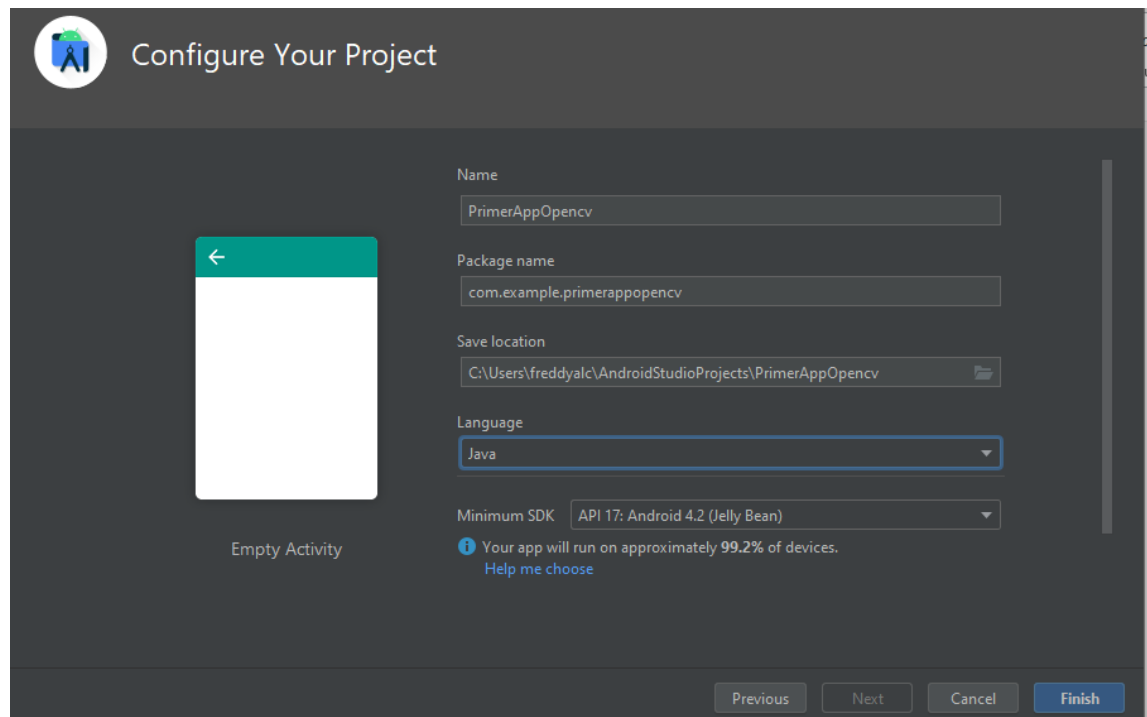 Configure Your Project
Name
PrimerAppOpencv
Package name
com.example.primerappopencv
Save location
C:\Users\freddyalc\AndroidStudioProjects\PrimerAppOpencv
Language
Java
Minimum SDK API 17: Android 4.2 (Jelly Bean)
Your app will run on approximately 99.2% of devices.
Help me choose
Empty Activity
Previous Next Cancel Finish